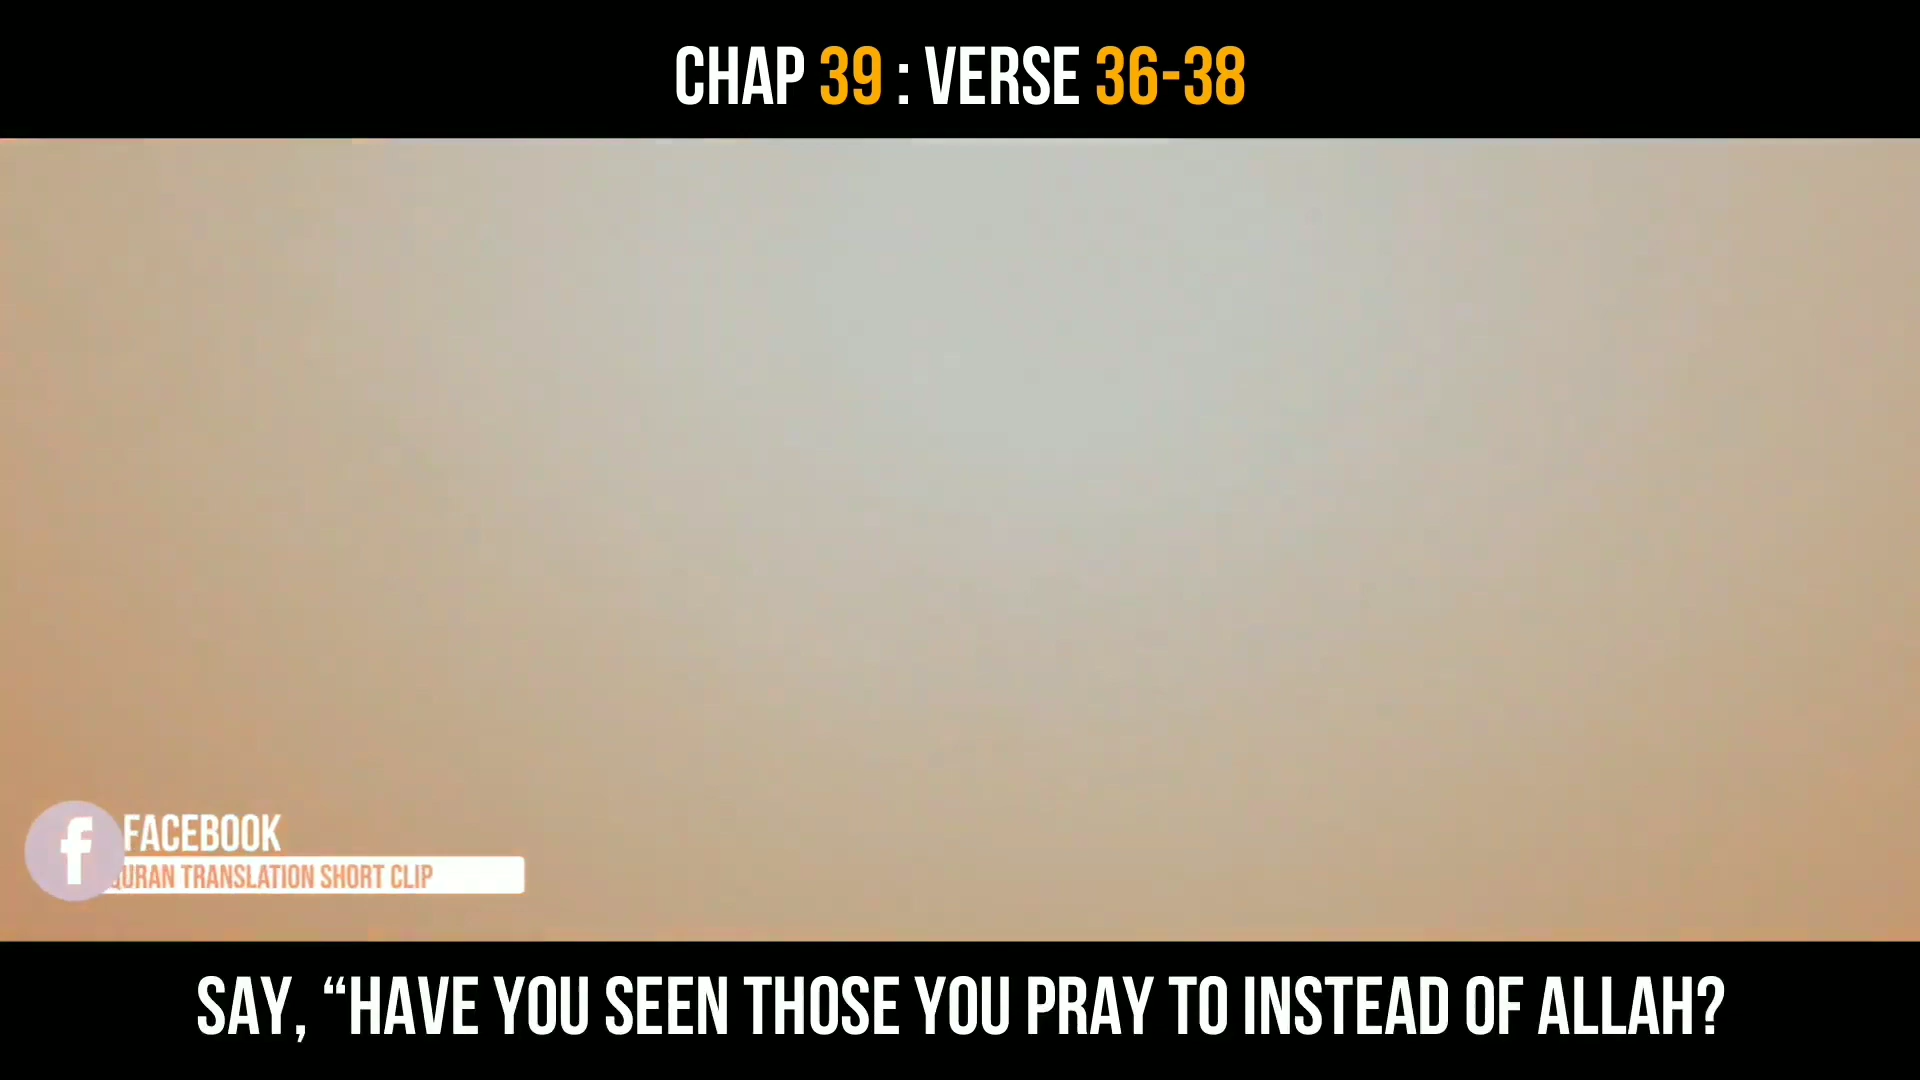 CHAP 39 : VERSE 36-38
FACEBOOK
QURAN TRANSLATION SHORT CLIP
SAY, “HAVE YOU SEEN THOSE YOU PRAY TO INSTEAD OF ALLAH?